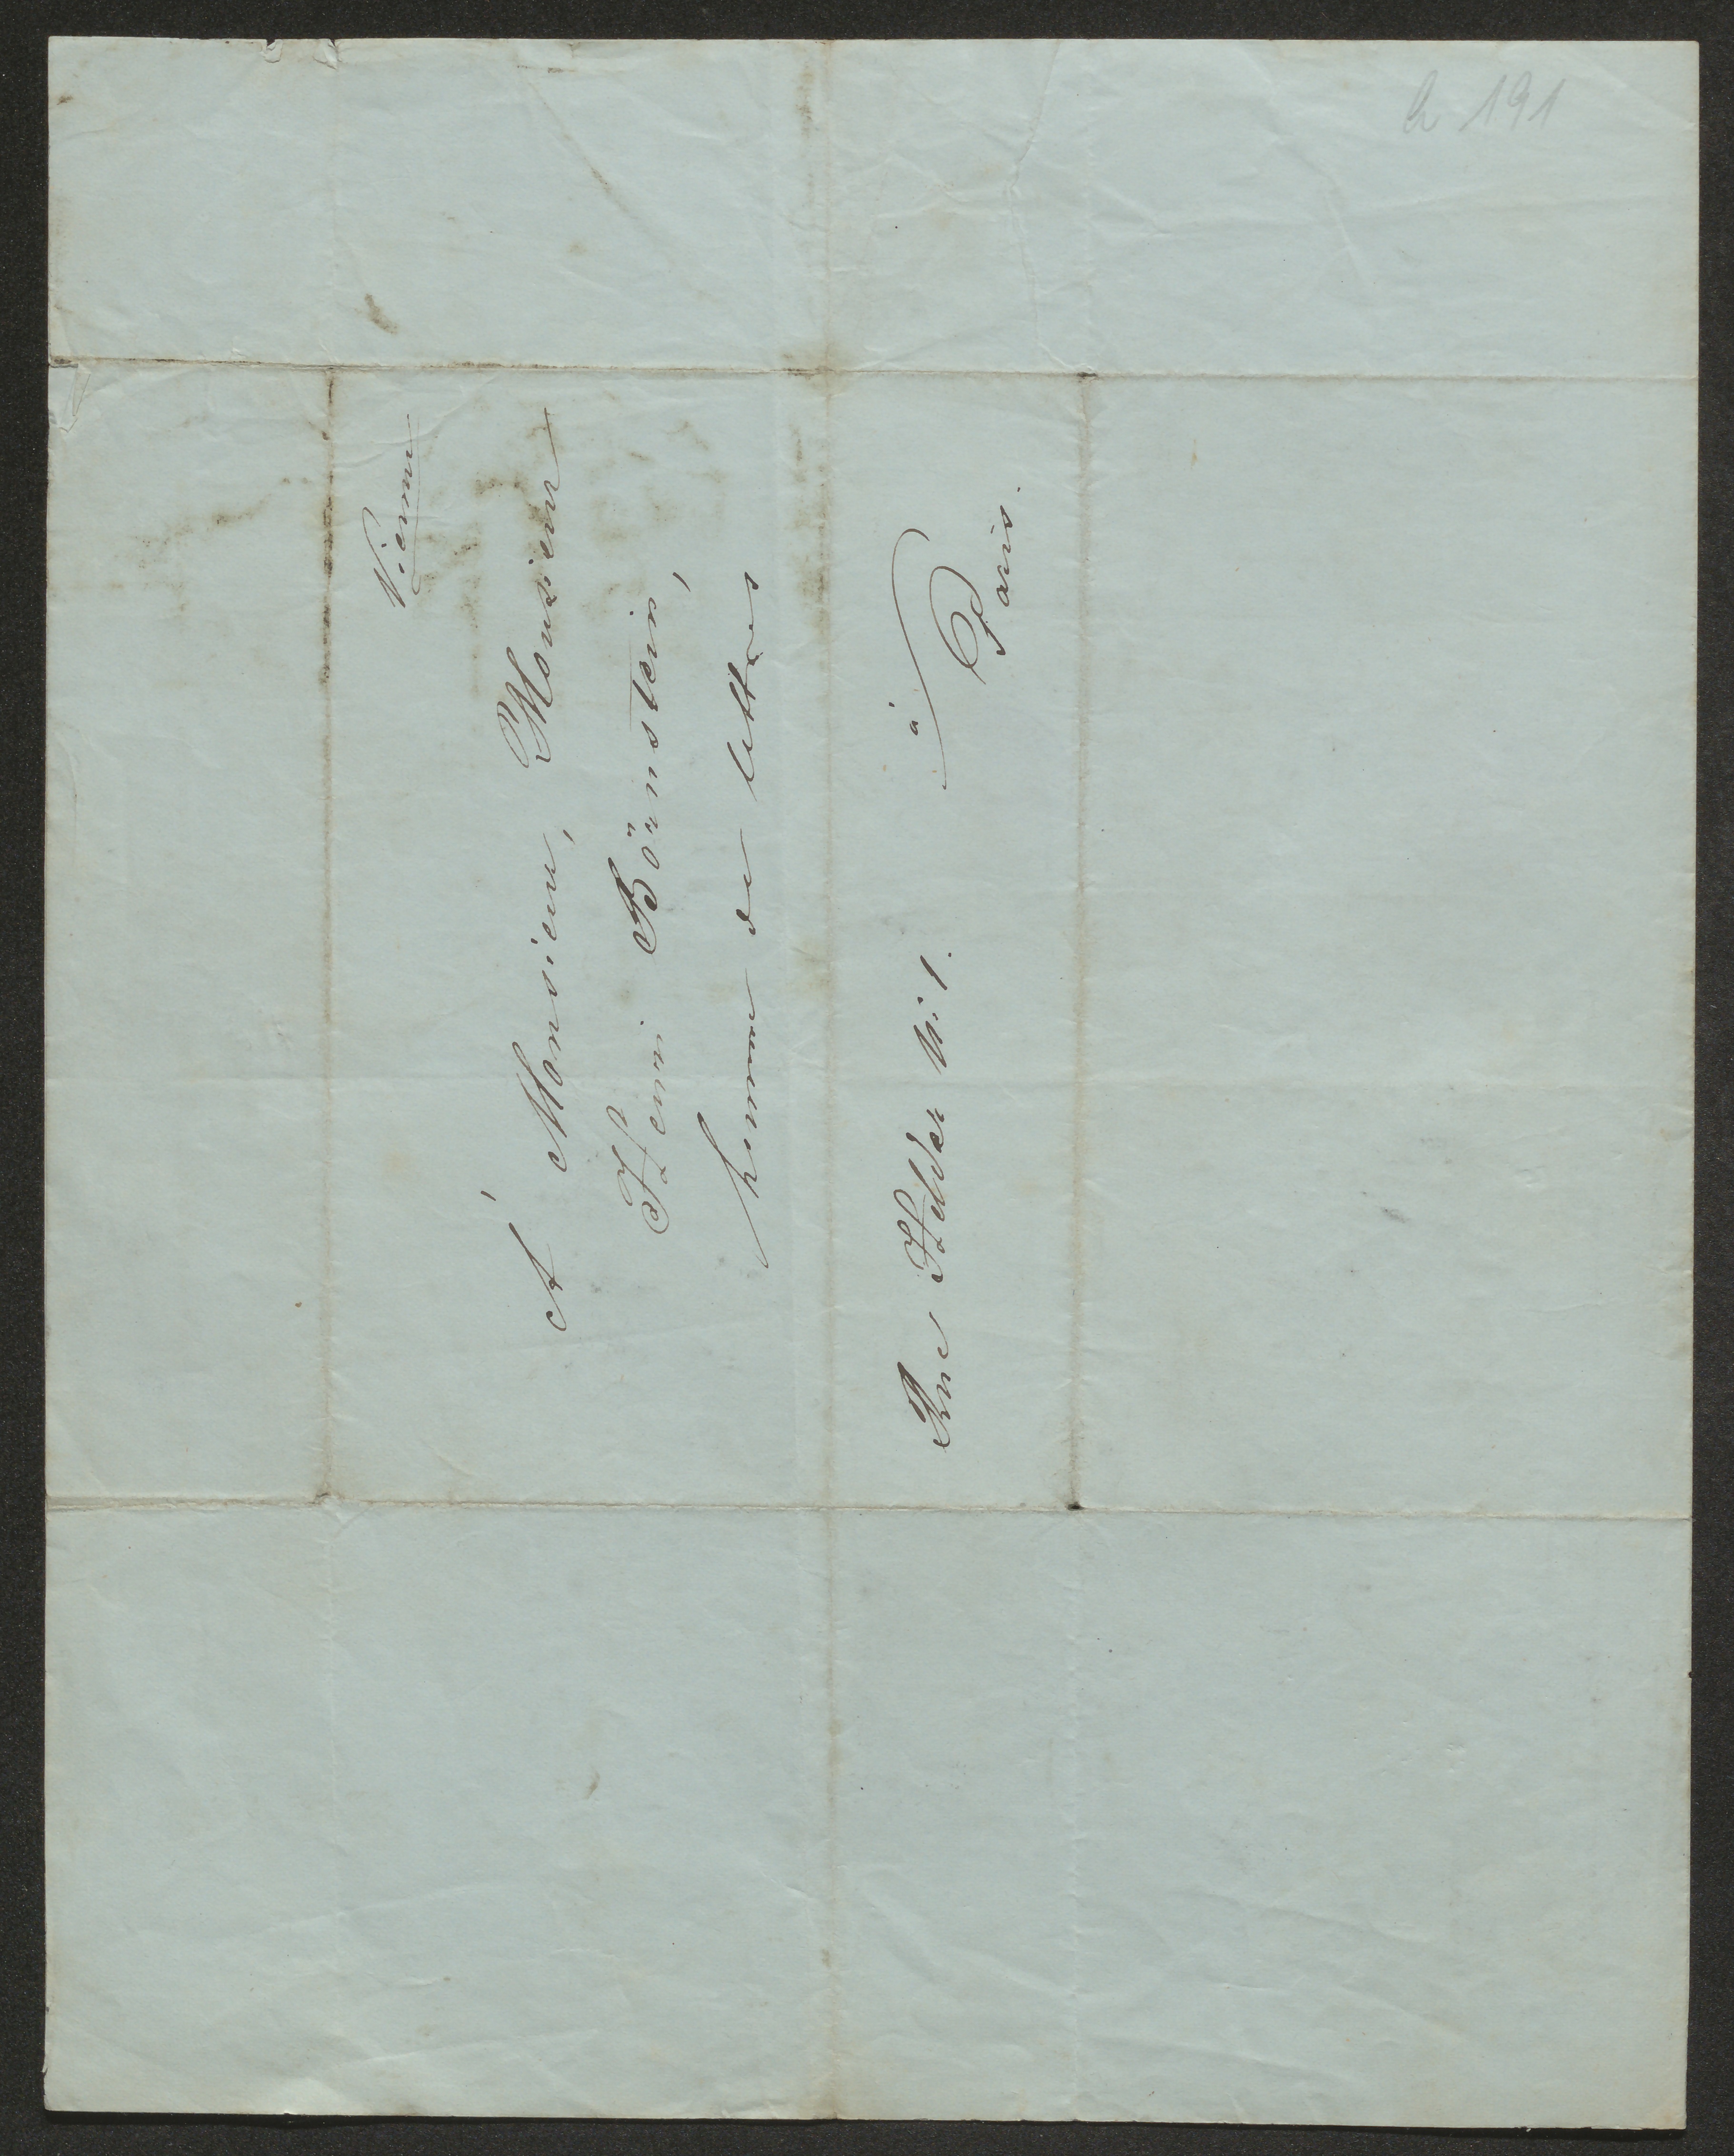 Vienne
À Monsieur, Monsieur
Henri Börnstein,
homme de lettres
à
Paris.
Rue Helder N: 1.
191